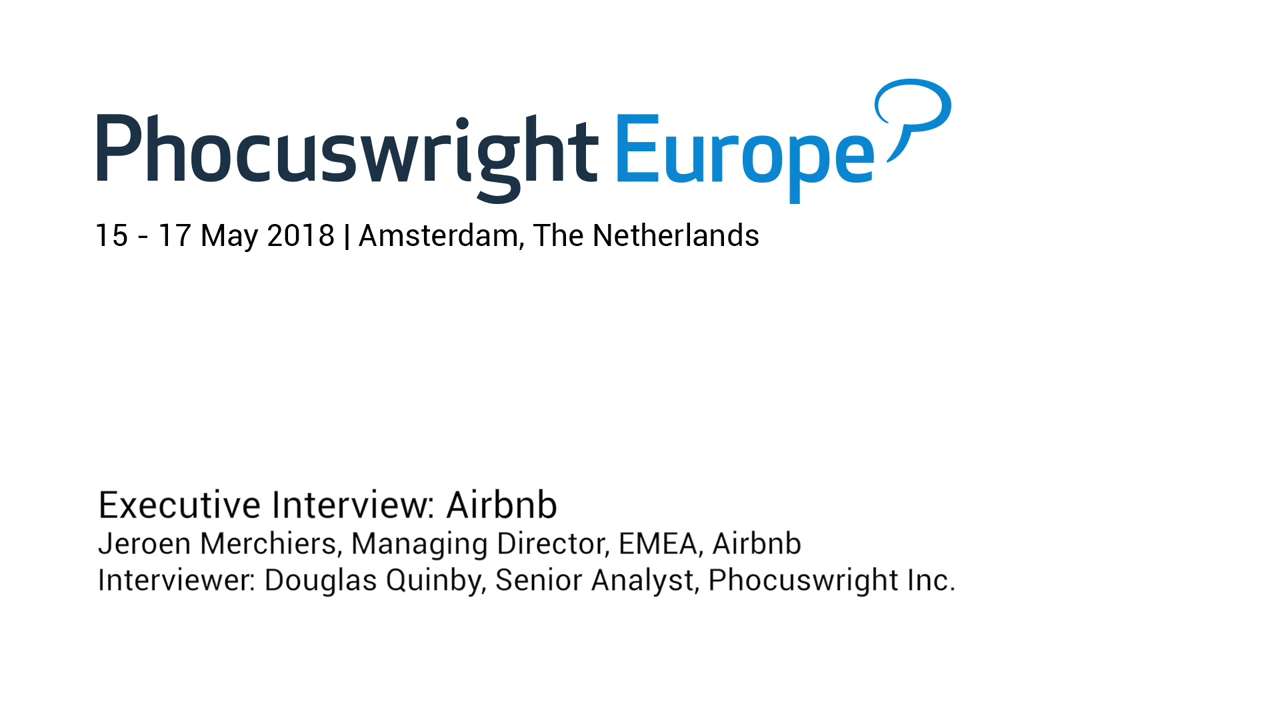 Phocuswright Europe
15 - 17 May 2018 | Amsterdam, The Netherlands
Executive Interview: Airbnb
Jeroen Merchiers, Managing Director, EMEA, Airbnb
Interviewer: Douglas Quinby, Senior Analyst, Phocuswright Inc.